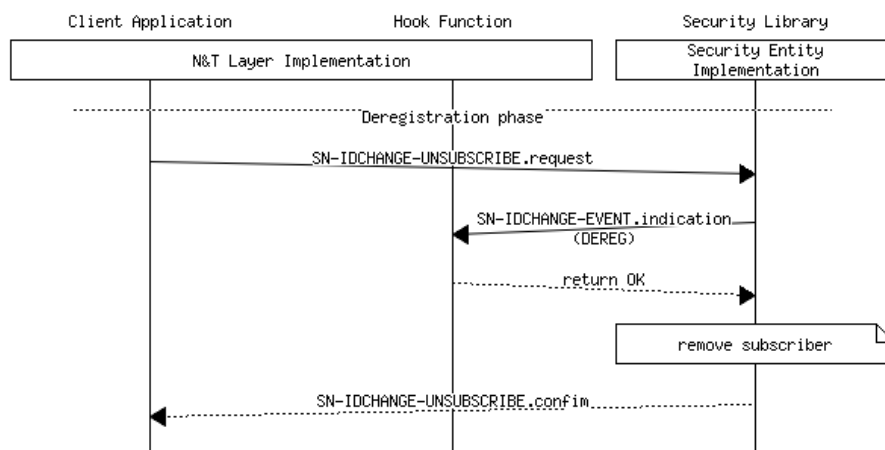 Client Application
Hook Function
Security Library
N&T Layer Implementation
Security Entity
Implementation
Deregistration phase
SN-IDCHANGE-UNSUBSCRIBE.request
SN-IDCHANGE-EVENT.indication
(DEREG)
return OK
remove subscriber
SN-IDCHANGE-UNSUBSCRIBE.confim